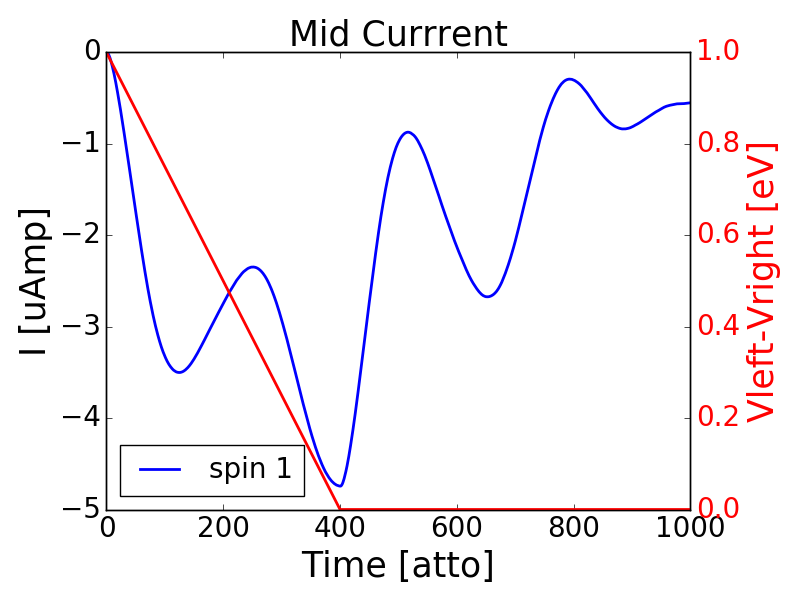 Mid Currrent
0
−1
−2
−3
−4
−5
I [uAmp]
1.0
0.8
0.6
0.4
0.2
0.0
Vleft-Vright [eV]
spin 1
0 200 400 600 800 1000
Time [atto]